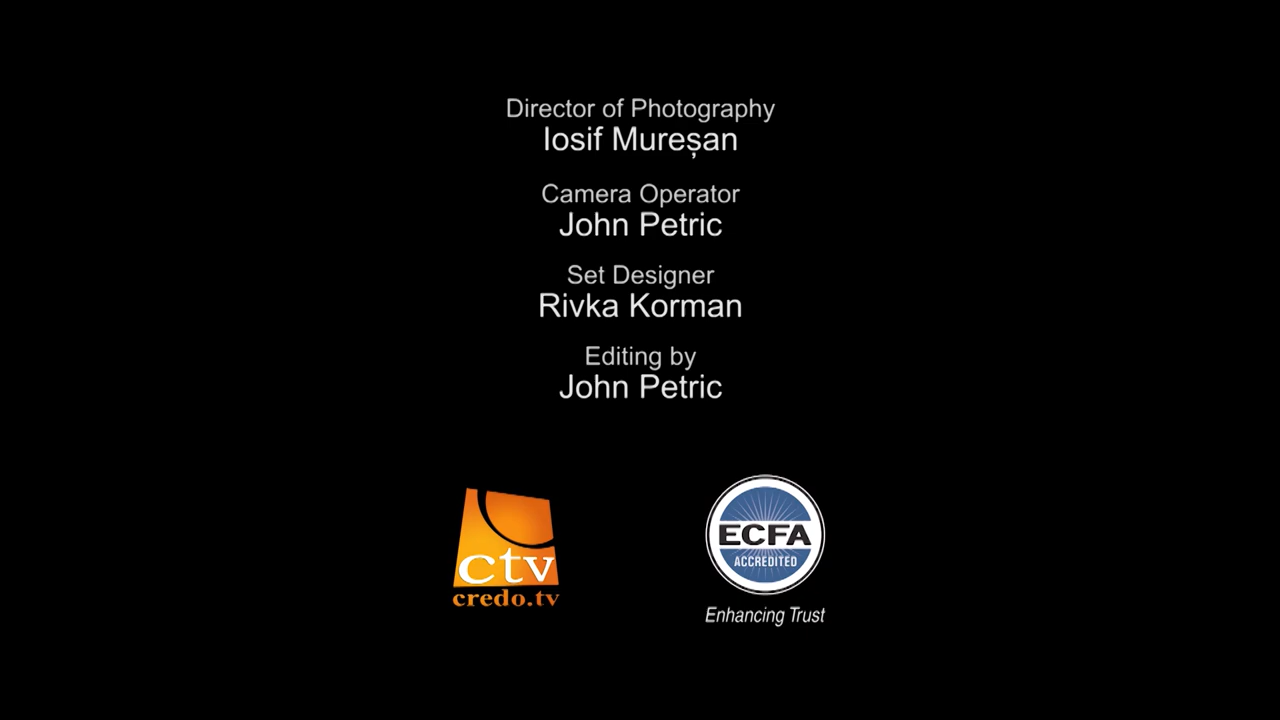 Director of Photography
Iosif Mureșan
Camera Operator
John Petric
Set Designer
Rivka Korman
Editing by
John Petric
ctv
credo.tv
ECFA
ACCREDITED
Enhancing Trust